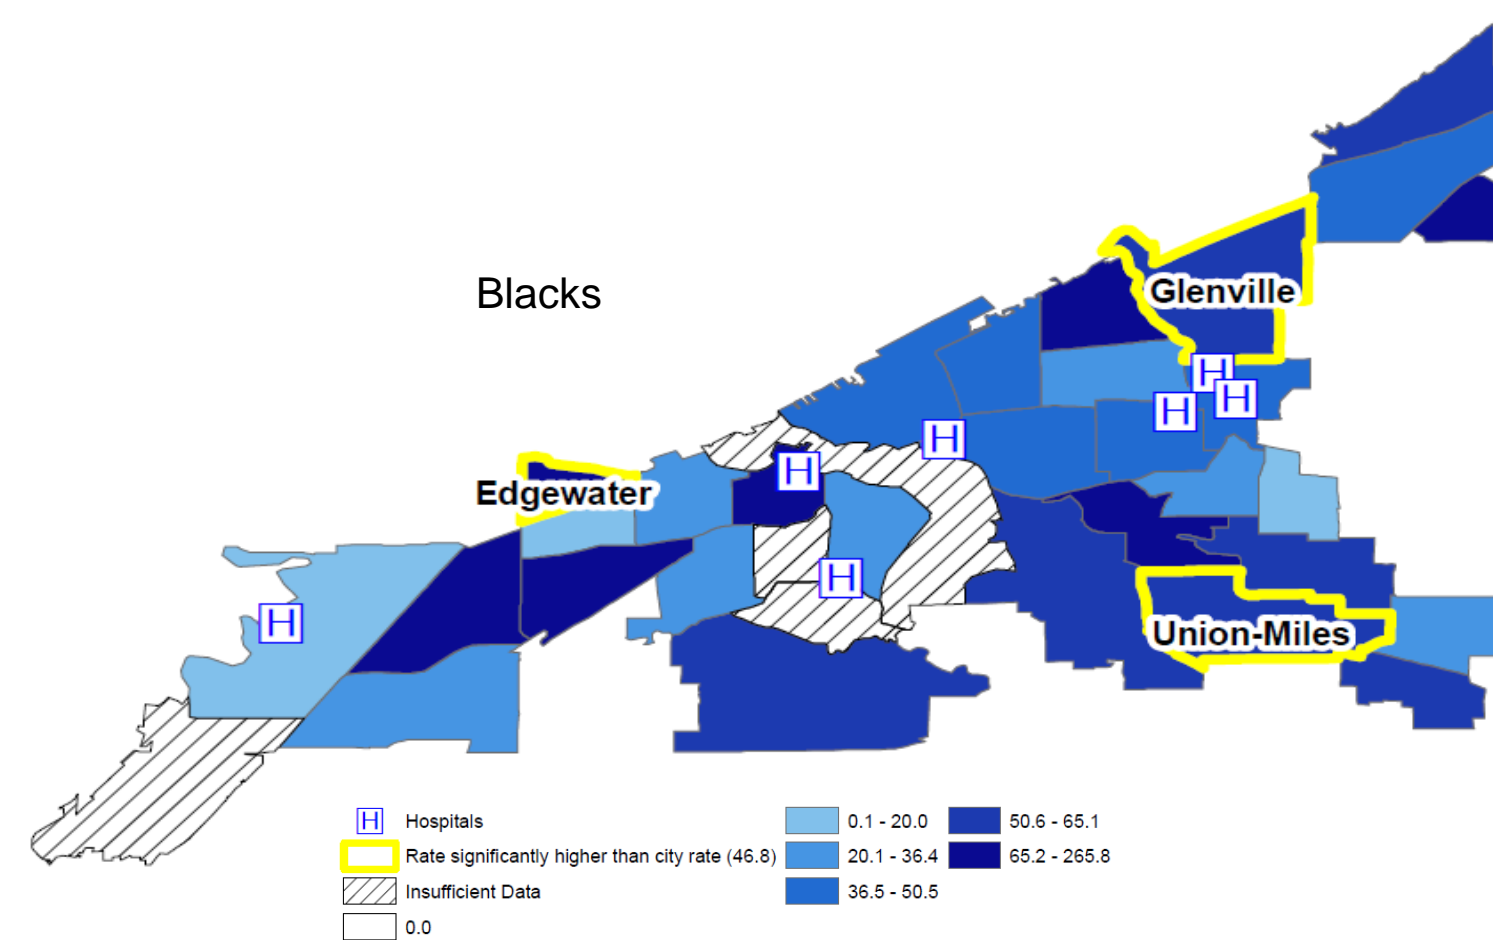 Blacks
Glenville
H
H
H
H
H
Edgewater
H
H
Union-Miles
H Hospitals
Rate significantly higher than city rate (46.8)
Insufficient Data
0.0
0.1 - 20.0
20.1 - 36.4
36.5 - 50.5
50.6 - 65.1
65.2 - 265.8